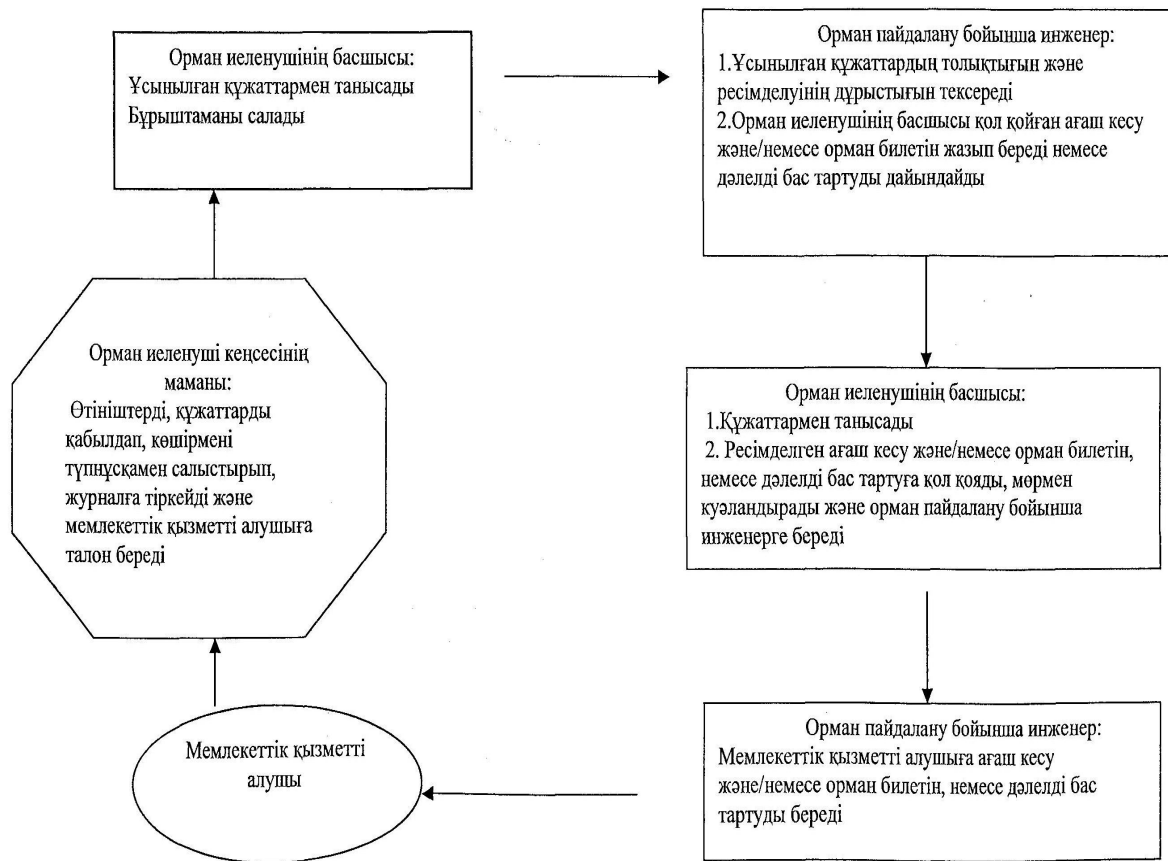 Орман иеленушінің басшысы:
Ұсынылған құжаттармен танысады
Бұрыштаманы салады
Орман пайдалану бойынша инженер:
1.Ұсынылған құжаттардың толықтығын және
ресімделуінің дұрыстығын тексереді
2.Орман иеленушінің басшысы қол қойған ағаш кесу
және/немесе орман билетін жазып береді немесе
дәлелді бас тартуды дайындайды
Орман иеленуші кеңсесінің
маманы:
Өтініштерді, құжаттарды
қабылдап, көшірмені
түпнұсқамен салыстырып,
журналға тіркейді және
мемлекеттік қызметті алушыға
талон береді
Орман иеленушінің басшысы:
1.Құжаттармен танысады
2. Ресімделген ағаш кесу және/немесе орман билетін,
немесе дәлелді бас тартуға қол қояды, мөрмен
куәландырады және орман пайдалану бойынша
инженерге береді
Мемлекеттік қызметті
алушы
Орман пайдалану бойынша инженер:
Мемлекеттік қызметті алушыға ағаш кесу
және/немесе орман билетін, немесе дәлелді бас
тартуды береді